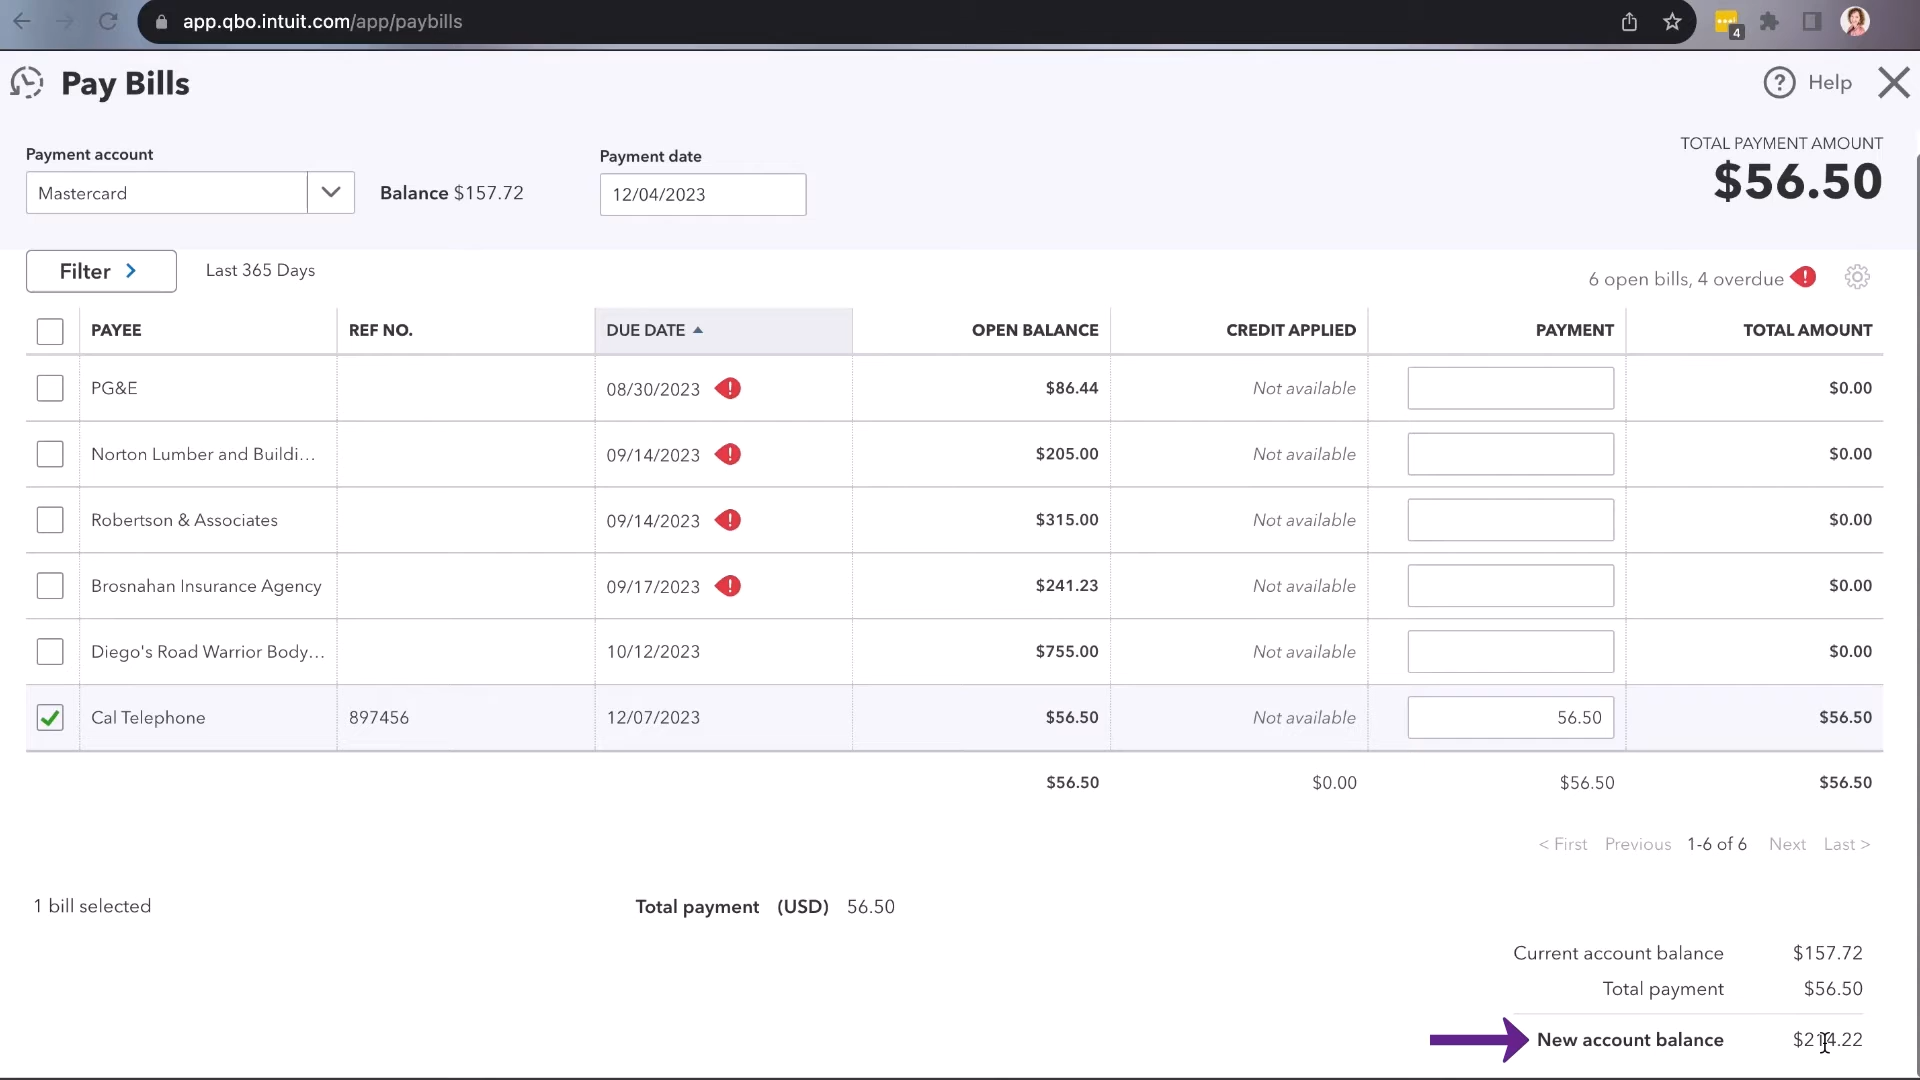 app.qbo.intuit.com/app/paybills
4
Pay Bills
? Help
Payment account
Mastercard
Balance $157.72
Payment date
12/04/2023
TOTAL PAYMENT AMOUNT
$56.50
Filter >
Last 365 Days
6 open bills, 4 overdue !
PAYEE REF NO. DUE DATE OPEN BALANCE CREDIT APPLIED PAYMENT TOTAL AMOUNT
PG&E 08/30/2023 ! $86.44 Not available $0.00
Norton Lumber and Buildi... 09/14/2023 ! $205.00 Not available $0.00
Robertson & Associates 09/14/2023 ! $315.00 Not available $0.00
Brosnahan Insurance Agency 09/17/2023 ! $241.23 Not available $0.00
Diego's Road Warrior Body... 10/12/2023 $755.00 Not available $0.00
Cal Telephone 897456 12/07/2023 $56.50 Not available 56.50 $56.50
$56.50 $0.00 $56.50 $56.50
< First Previous 1-6 of 6 Next Last >
1 bill selected
Total payment (USD) 56.50
Current account balance $157.72
Total payment $56.50
New account balance $214.22